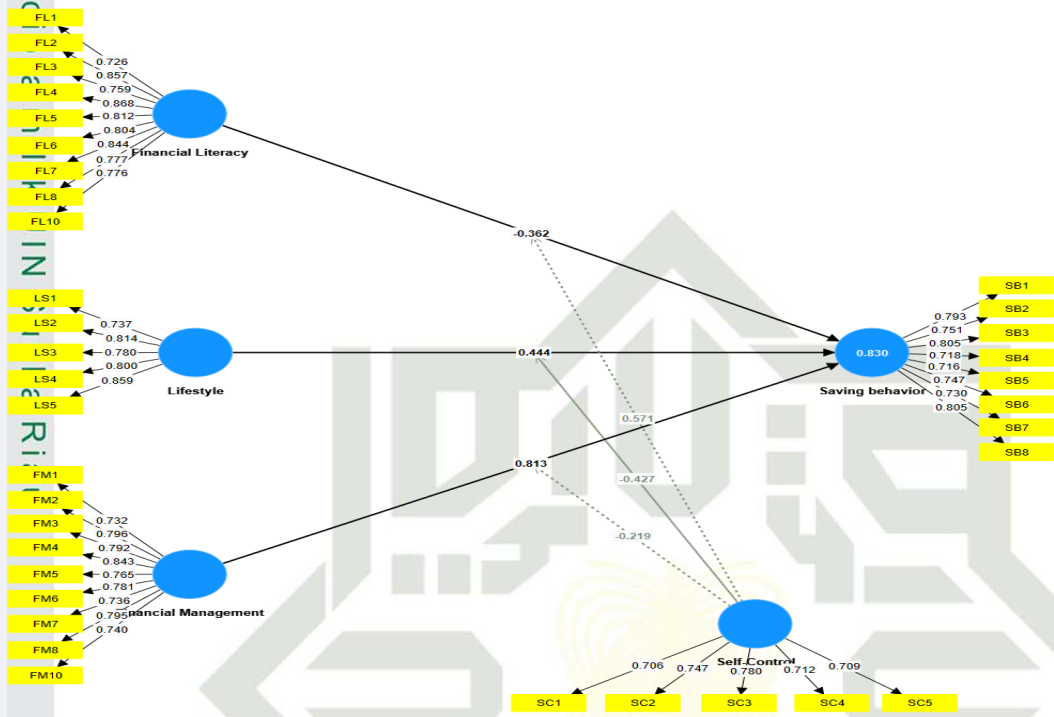 FL1
FL2
FL3
FL4
FL5
FL6
FL7
FL8
FL10
0.726
0.857
0.759
0.868
0.812
0.804
0.844
0.777
0.776
Financial Literacy
-0.362
LS1
LS2
LS3
LS4
LS5
0.737
0.814
0.780
0.800
0.859
Lifestyle
0.444
FM1
FM2
FM3
FM4
FM5
FM6
FM7
FM8
FM10
0.732
0.796
0.792
0.843
0.765
0.781
0.736
0.795
0.740
nancial Management
0.813
0.571
-0.427
-0.219
0.830
Saving behavior
0.793
0.751
0.805
0.718
0.716
0.747
0.730
0.805
SB1
SB2
SB3
SB4
SB5
SB6
SB7
SB8
Self-Control
0.706
0.747
0.780
0.712
0.709
SC1
SC2
SC3
SC4
SC5